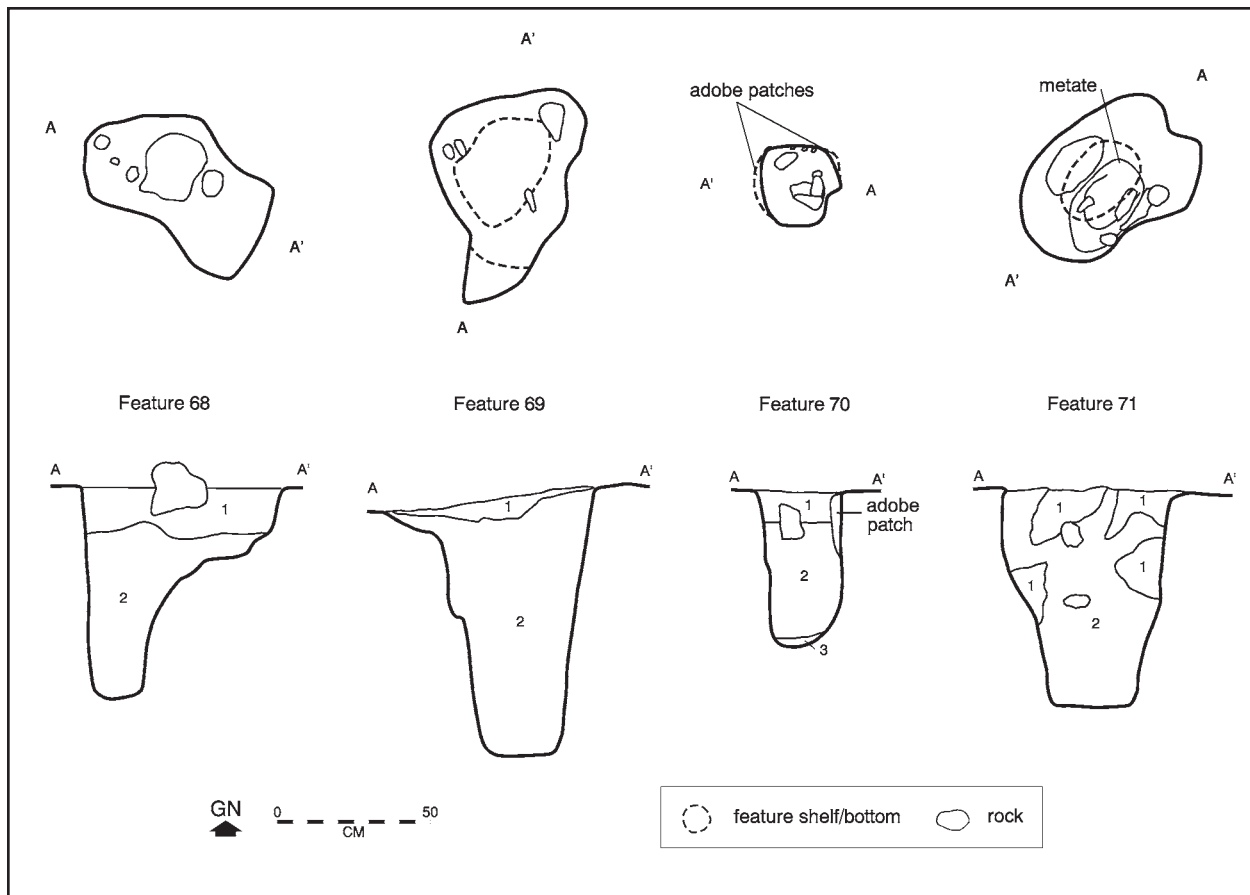 A'
A
A'
A
adobe patches
A'
A
metate
A
A'
Feature 68
Feature 69
Feature 70
Feature 71
A
A'
1
2
A
A'
1
2
A
A'
1
adobe
patch
2
3
A
A'
1
1
1
1
2
GN
0
50
CM
feature shelf/bottom
rock